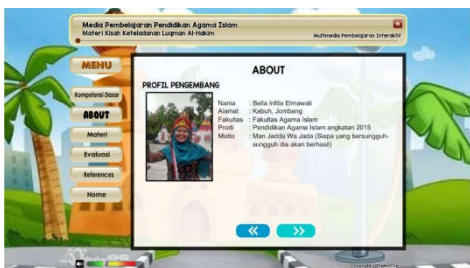 Media Pembelajaran Pendidikan Agama Islam
Materi Kisah Keteladanan Luqman Al-Hakim
Multimedia Pembelajaran Interaktif
MENU
Kompetensi Dasar
ABOUT
Materi
Evaluasi
References
Home
ABOUT
PROFIL PENGEMBANG
Nama : Bella Infita Elmawati
Alamat : Kabuh, Jombang
Fakultas : Fakultas Agama Islam
Prodi : Pendidikan Agama Islam angkatan 2015
Motto : Man Jadda Wa Jada (Siapa yang bersungguh-
sungguh dia akan berhasil)